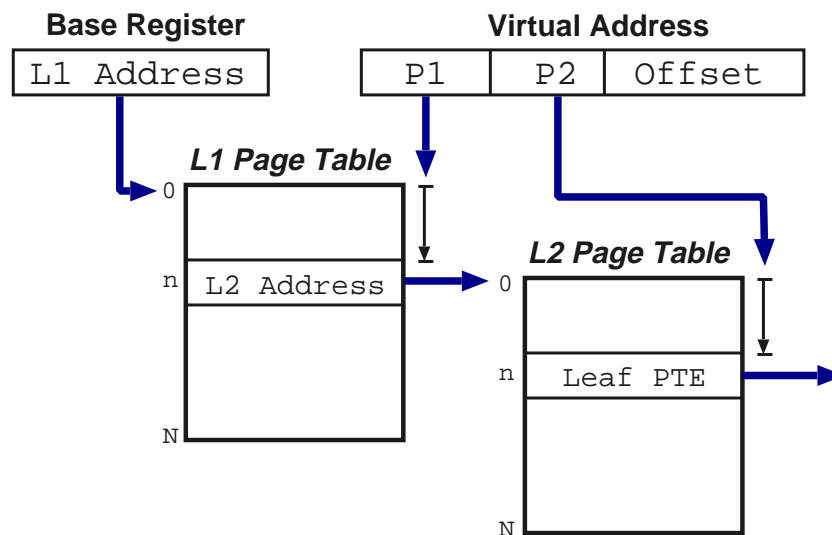 Base Register
Virtual Address
L1 Address
P1
P2
Offset
L1 Page Table
0
n
L2 Address
N
L2 Page Table
0
n
Leaf PTE
N